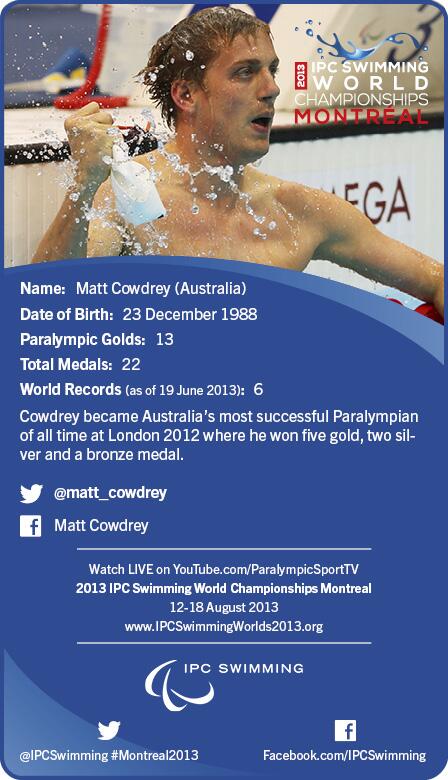 2013 IPC SWIMMING
WORLD
CHAMPIONSHIPS
MONTRÉAL
EGA
Name: Matt Cowdrey (Australia)
Date of Birth: 23 December 1988
Paralympic Golds: 13
Total Medals: 22
World Records (as of 19 June 2013): 6
Cowdrey became Australia's most successful Paralympian
of all time at London 2012 where he won five gold, two sil-
ver and a bronze medal.
@matt_cowdrey
Matt Cowdrey
Watch LIVE on YouTube.com/ParalympicSportTV
2013 IPC Swimming World Championships Montreal
12-18 August 2013
www.IPCSwimmingWorlds2013.org
IPC SWIMMING
@IPCSwimming #Montreal2013
Facebook.com/IPCSwimming